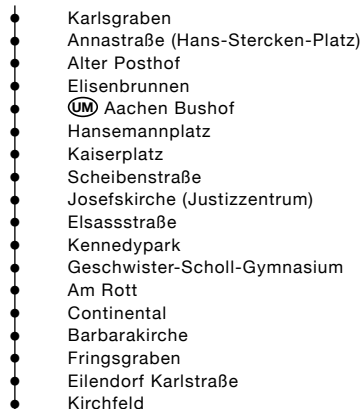 Karlsgraben
Annastraße (Hans-Stercken-Platz)
Alter Posthof
Elisenbrunnen
UM Aachen Bushof
Hansemannplatz
Kaiserplatz
Scheibenstraße
Josefskirche (Justizzentrum)
Elsassstraße
Kennedypark
Geschwister-Scholl-Gymnasium
Am Rott
Continental
Barbarakirche
Fringsgraben
Eilendorf Karlstraße
Kirchfeld